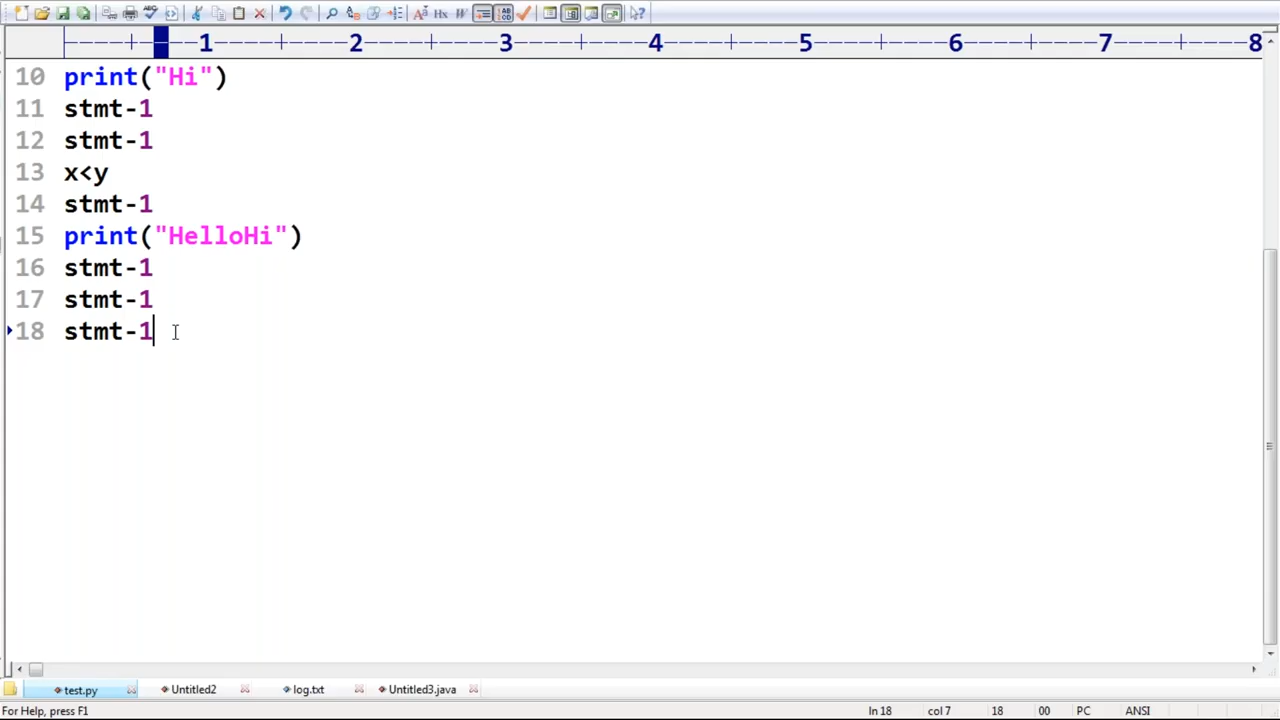 1 2 3 4 5 6 7 8
10 print("Hi")
11 stmt-1
12 stmt-1
13 x<y
14 stmt-1
15 print("HelloHi")
16 stmt-1
17 stmt-1
18 stmt-1
test.py Untitled2 log.txt Untitled3.java
For Help, press F1 ln 18 col 7 18 00 PC ANSI